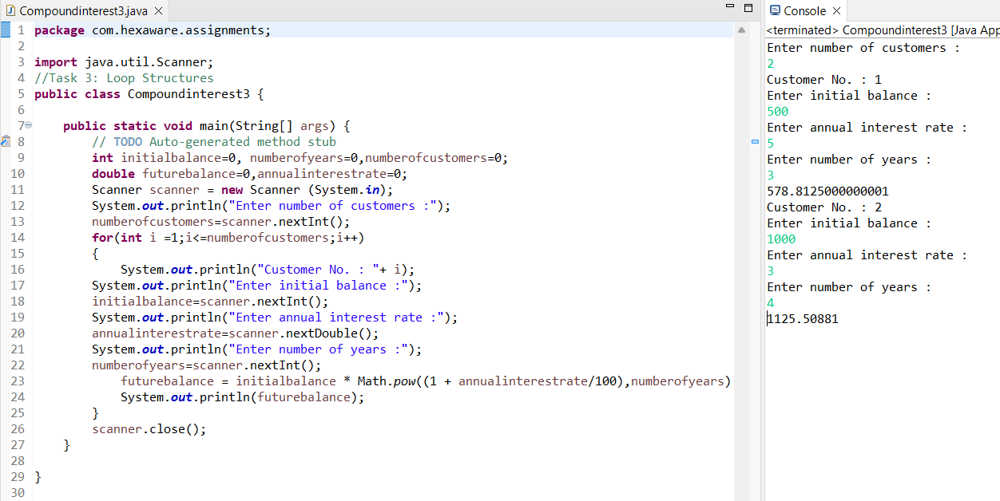 Compoundinterest3.java
1 package com.hexaware.assignments;
2
3 import java.util.Scanner;
4 //Task 3: Loop Structures
5 public class Compoundinterest3 {
6
7 public static void main(String[] args) {
8 // TODO Auto-generated method stub
9 int initialbalance=0, numberofyears=0,numberofcustomers=0;
10 double futurebalance=0,annualinterestrate=0;
11 Scanner scanner = new Scanner (System.in);
12 System.out.println("Enter number of customers :");
13 numberofcustomers=scanner.nextInt();
14 for(int i =1;i<=numberofcustomers;i++)
15 {
16 System.out.println("Customer No. : "+ i);
17 System.out.println("Enter initial balance :");
18 initialbalance=scanner.nextInt();
19 System.out.println("Enter annual interest rate :");
20 annualinterestrate=scanner.nextDouble();
21 System.out.println("Enter number of years :");
22 numberofyears=scanner.nextInt();
23 futurebalance = initialbalance * Math.pow((1 + annualinterestrate/100),numberofyears)
24 System.out.println(futurebalance);
25 }
26 scanner.close();
27 }
28
29 }
30
Console
<terminated> Compoundinterest3 [Java App
Enter number of customers :
2
Customer No. : 1
Enter initial balance :
500
Enter annual interest rate :
5
Enter number of years :
3
578.8125000000001
Customer No. : 2
Enter initial balance :
1000
Enter annual interest rate :
3
Enter number of years :
4
1125.50881